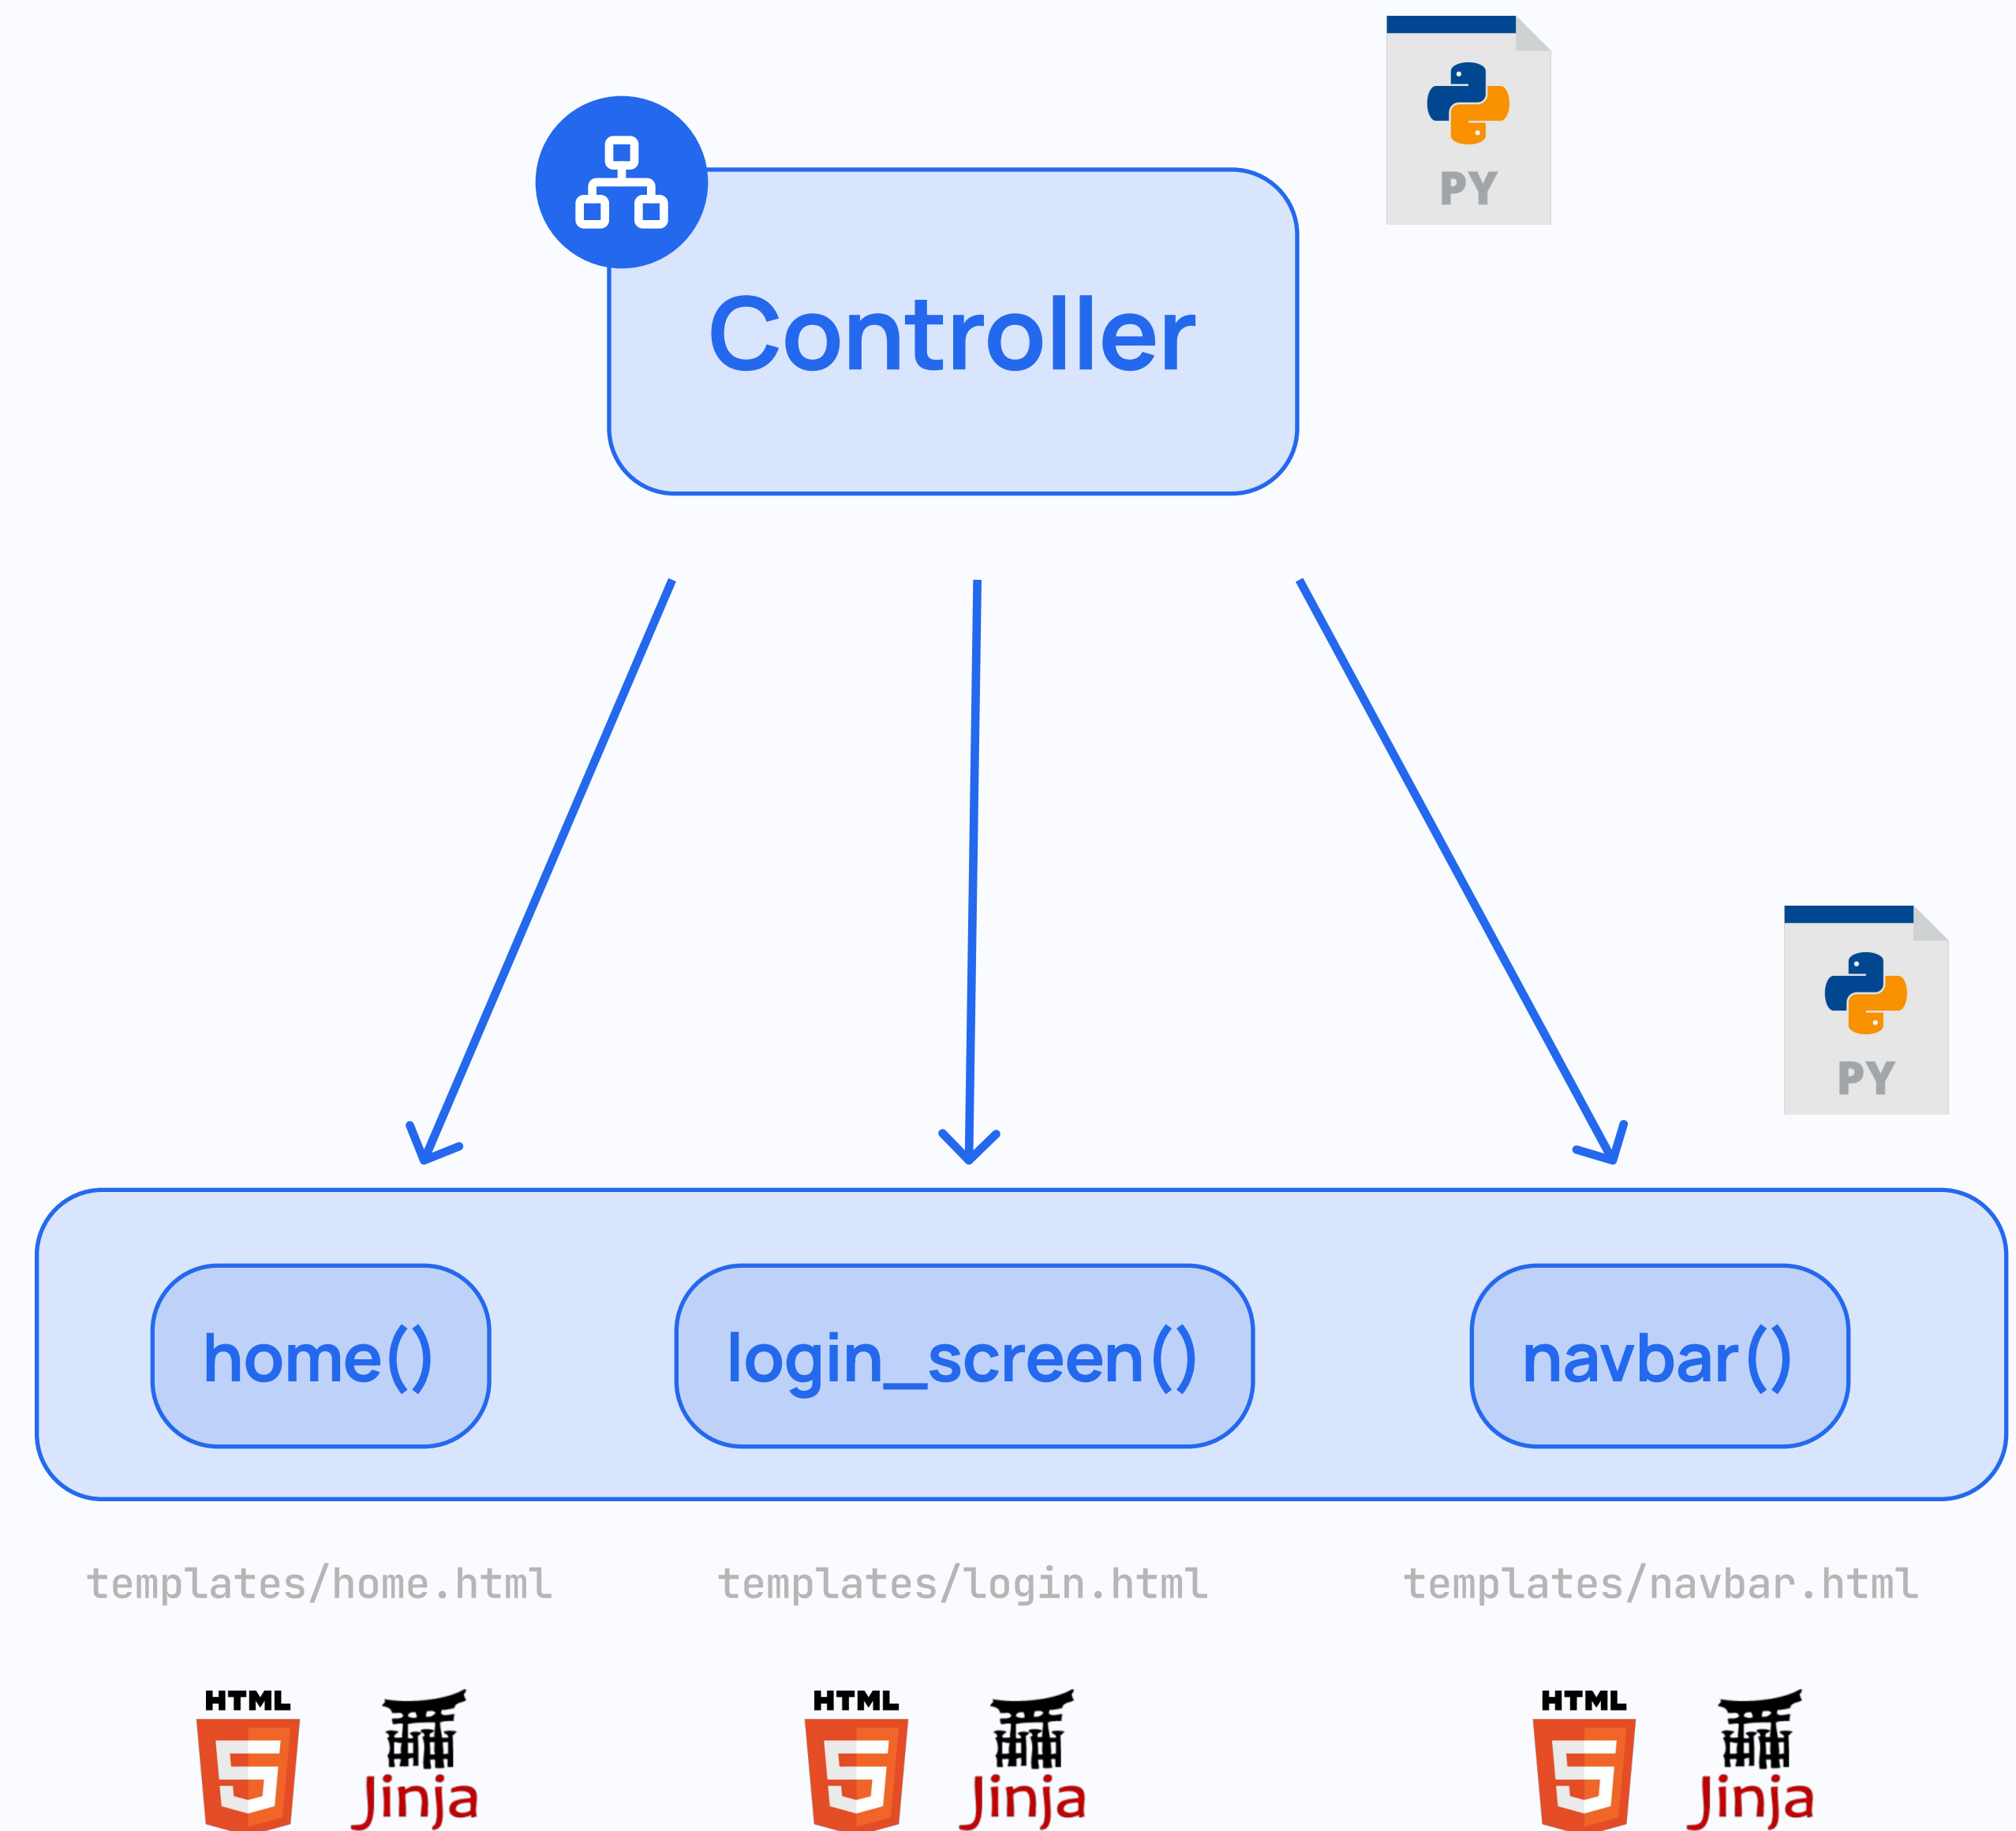 PY
Controller
PY
home()
login_screen()
navbar()
templates/home.html
templates/login.html
templates/navbar.html
HTML
Jinja
HTML
Jinja
HTML
Jinja